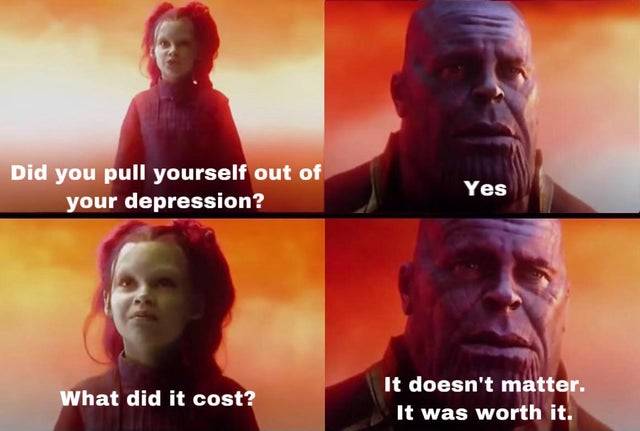 Did you pull yourself out of
your depression?
Yes
What did it cost?
It doesn't matter.
It was worth it.